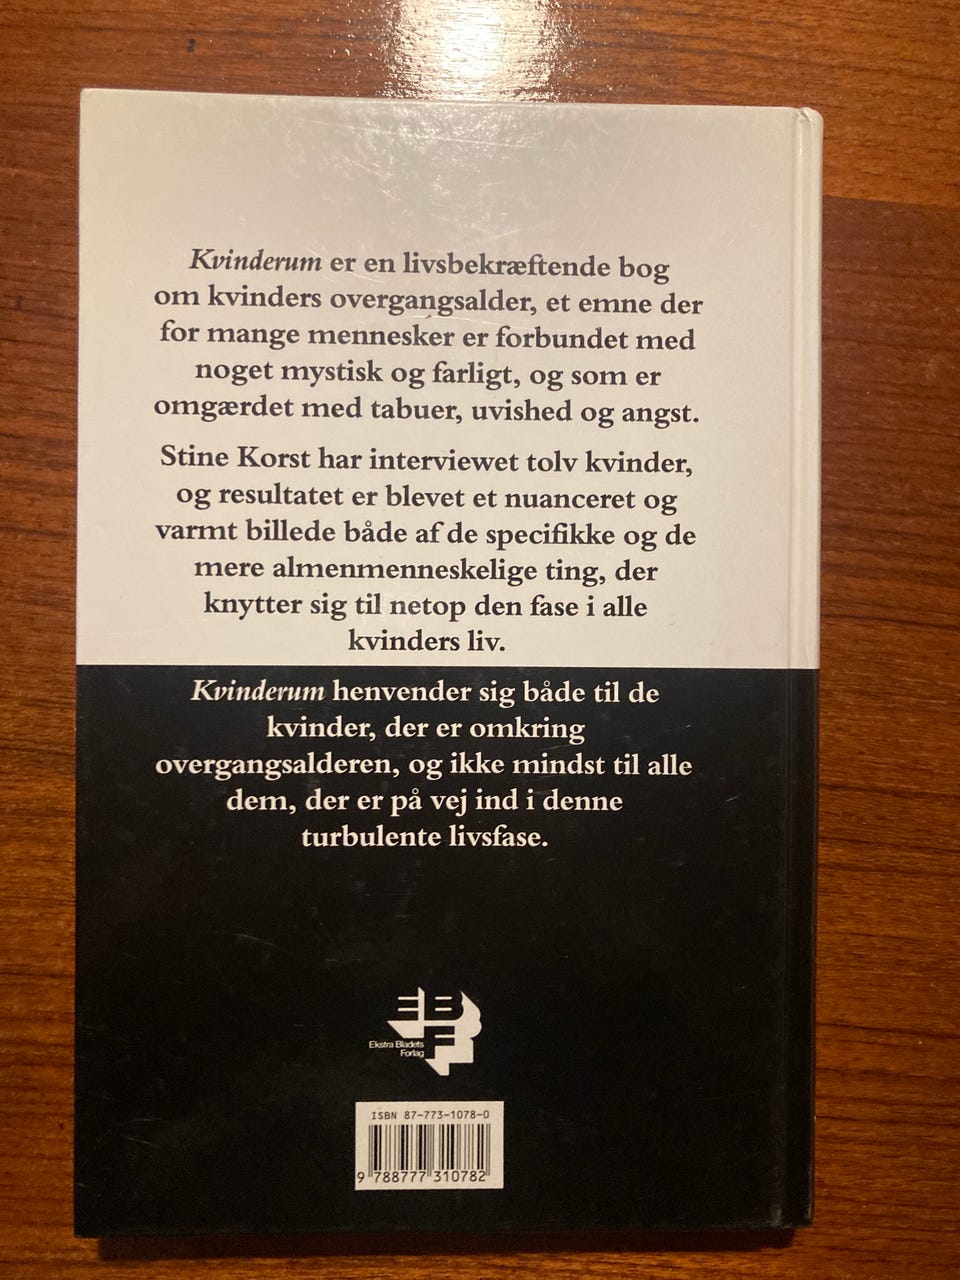 Kvinderum er en livsbekræftende bog
om kvinders overgangsalder, et emne der
for mange mennesker er forbundet med
noget mystisk og farligt, og som er
omgærdet med tabuer, uvished og angst.
Stine Korst har interviewet tolv kvinder,
og resultatet er blevet et nuanceret og
varmt billede både af de specifikke og de
mere almenmenneskelige ting, der
knytter sig til netop den fase i alle
kvinders liv.
Kvinderum henvender sig både til de
kvinder, der er omkring
overgangsalderen, og ikke mindst til alle
dem, der er på vej ind i denne
turbulente livsfase.
EB
F
Ekstra Bladets
Forlag
ISBN 87-773-1078-0
9 788777 310782